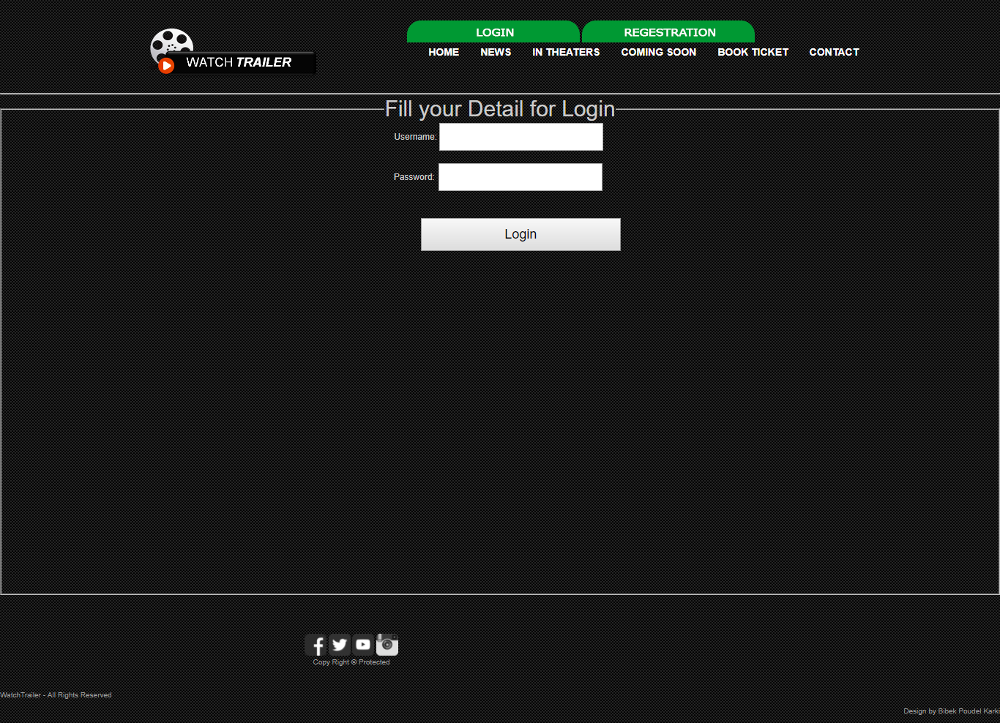 LOGIN REGESTRATION
WATCH TRAILER
HOME NEWS IN THEATERS COMING SOON BOOK TICKET CONTACT
Fill your Detail for Login
Username:
Password:
Login
Copy Right © Protected
WatchTrailer - All Rights Reserved
Design by Bibek Poudel Karki